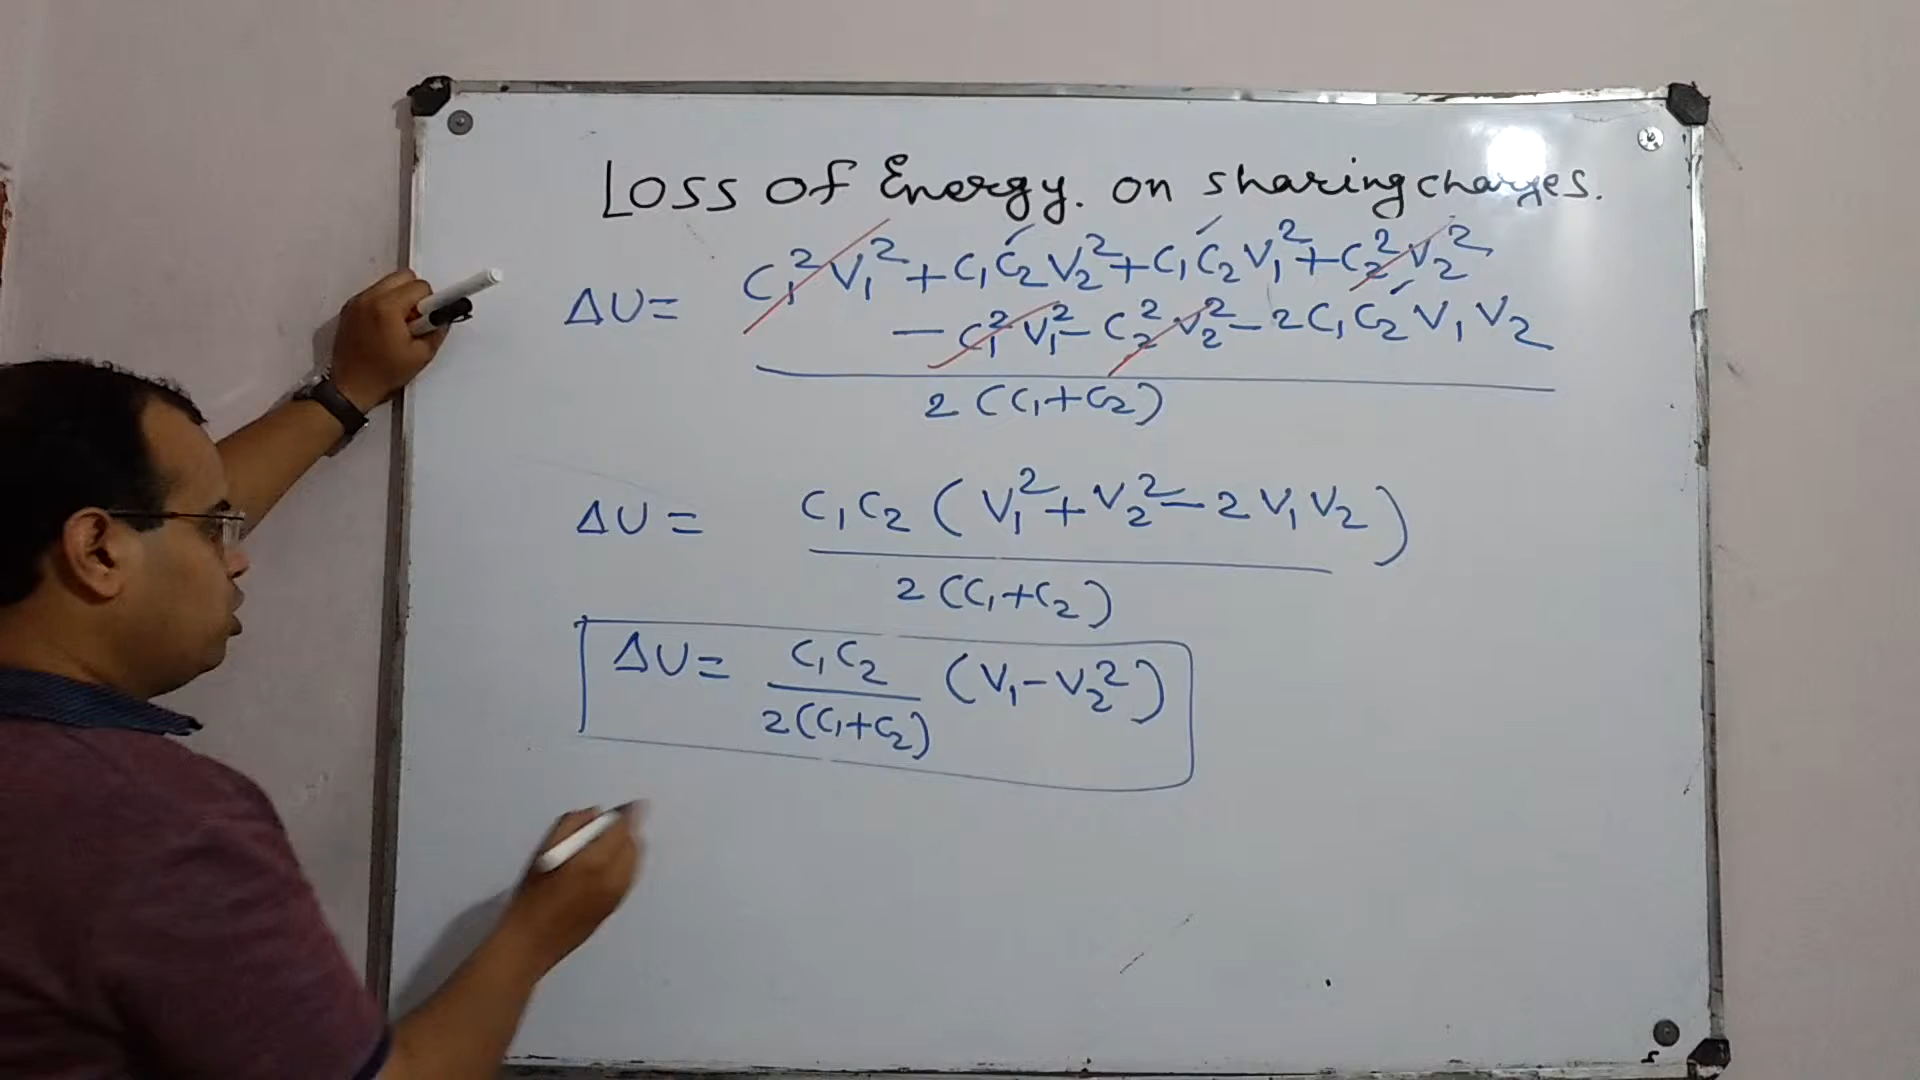 Loss of Energy. on sharing charges.
ΔU = C₁²V₁² + C₁C₂V₂² + C₁C₂V₁² + C₂²V₂²
- C₁²V₁² - C₂²V₂² - 2C₁C₂V₁V₂
2(C₁+C₂)
ΔU = C₁C₂(V₁²+V₂²-2V₁V₂)
2(C₁+C₂)
ΔU = C₁C₂ (V₁-V₂²)
2(C₁+C₂)